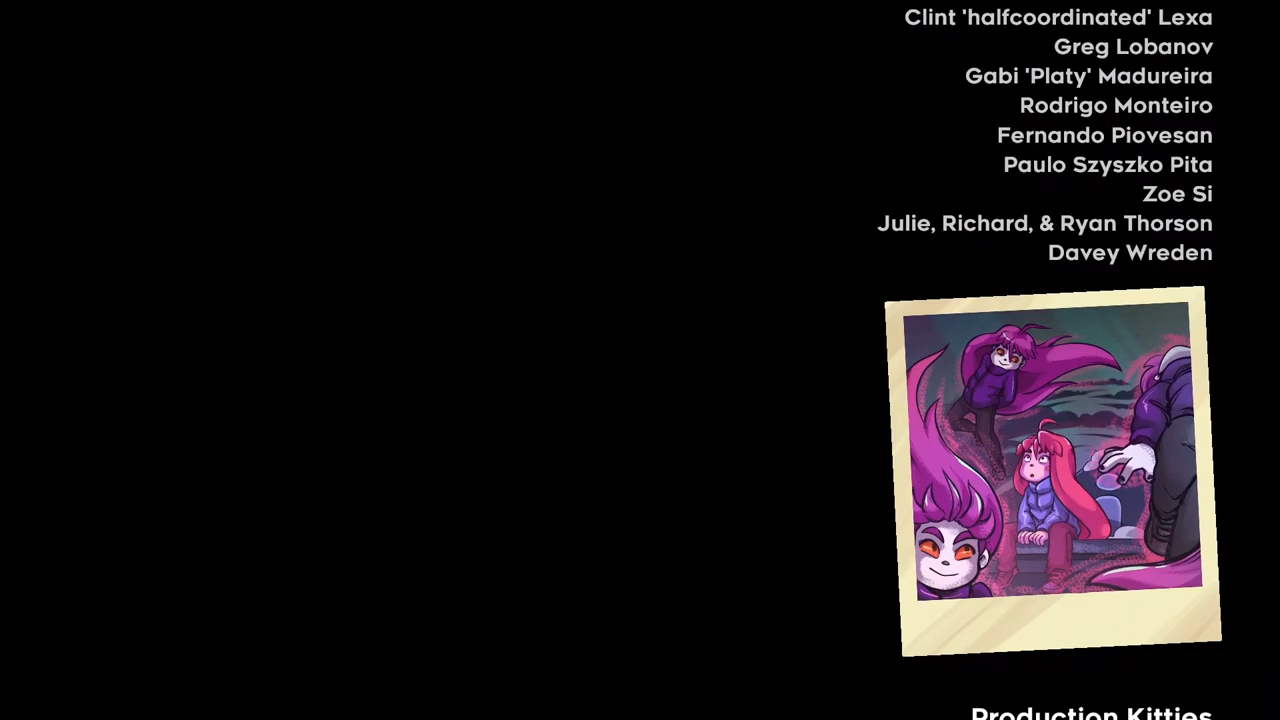 Clint 'halfcoordinated' Lexa
Greg Lobanov
Gabi 'Platy' Madureira
Rodrigo Monteiro
Fernando Piovesan
Paulo Szyszko Pita
Zoe Si
Julie, Richard, & Ryan Thorson
Davey Wreden
Production Kitties